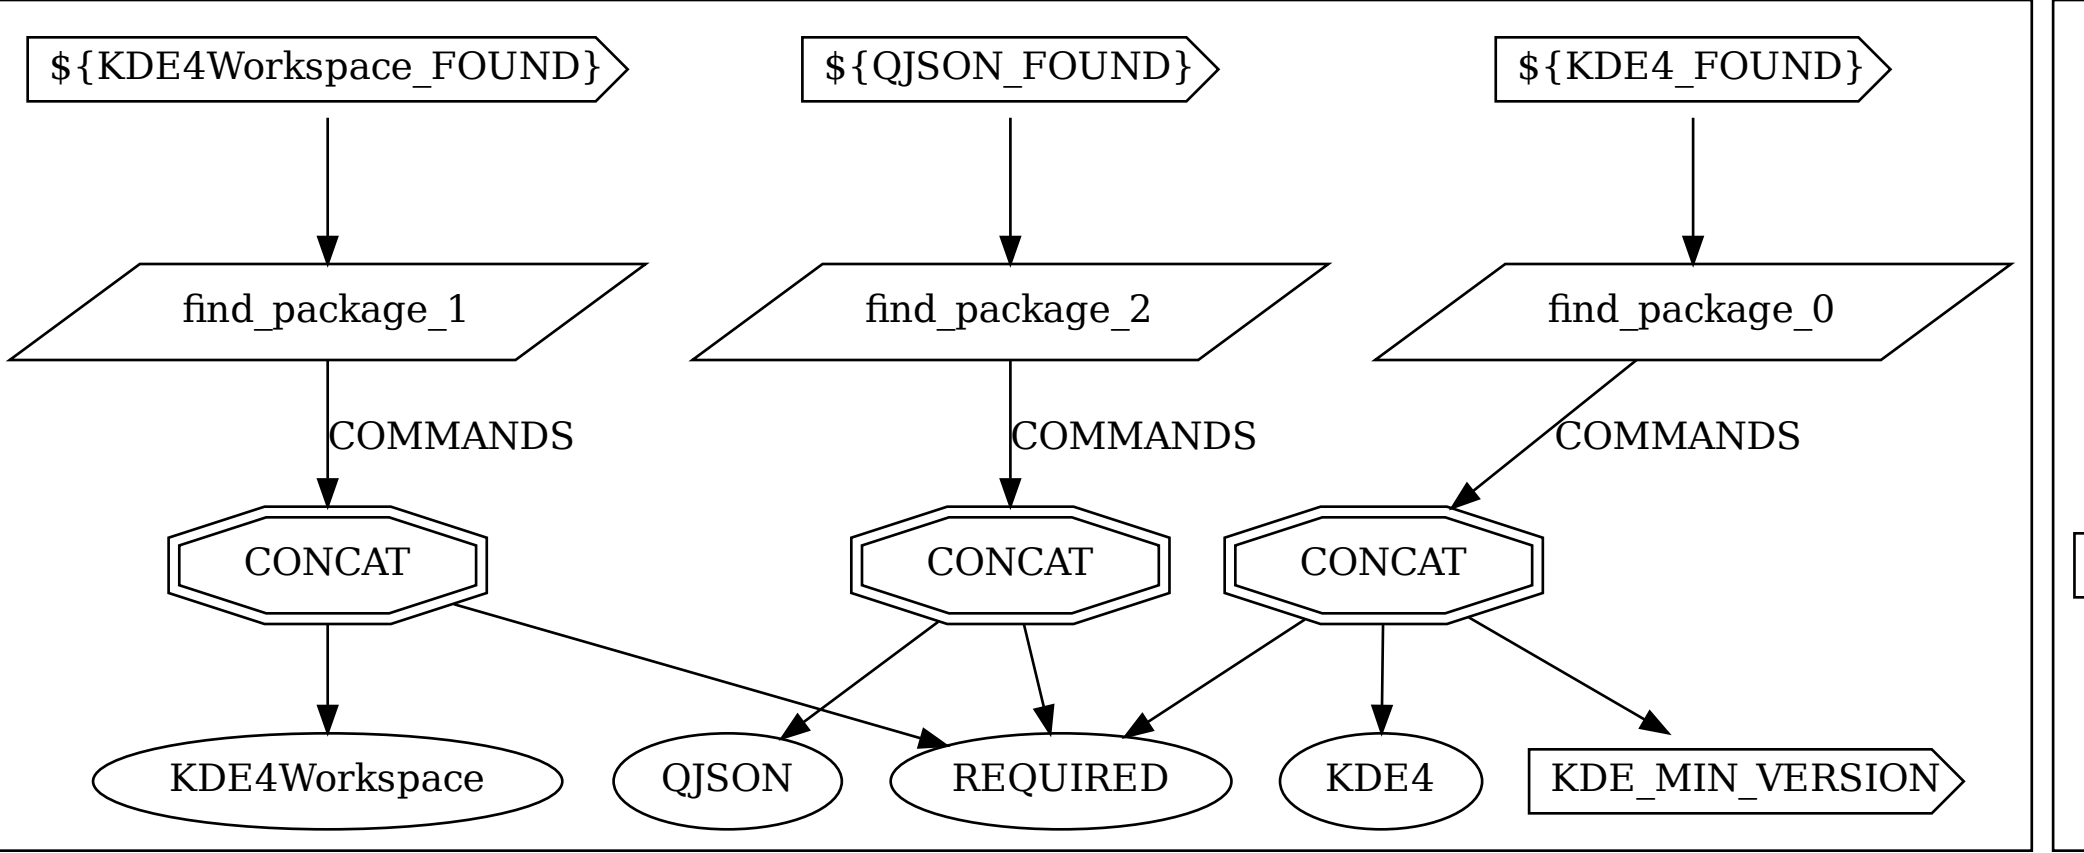 ${KDE4Workspace_FOUND}
${QJSON_FOUND}
${KDE4_FOUND}
find_package_1
find_package_2
find_package_0
COMMANDS
COMMANDS
COMMANDS
CONCAT
CONCAT
CONCAT
KDE4Workspace
QJSON
REQUIRED
KDE4
KDE_MIN_VERSION